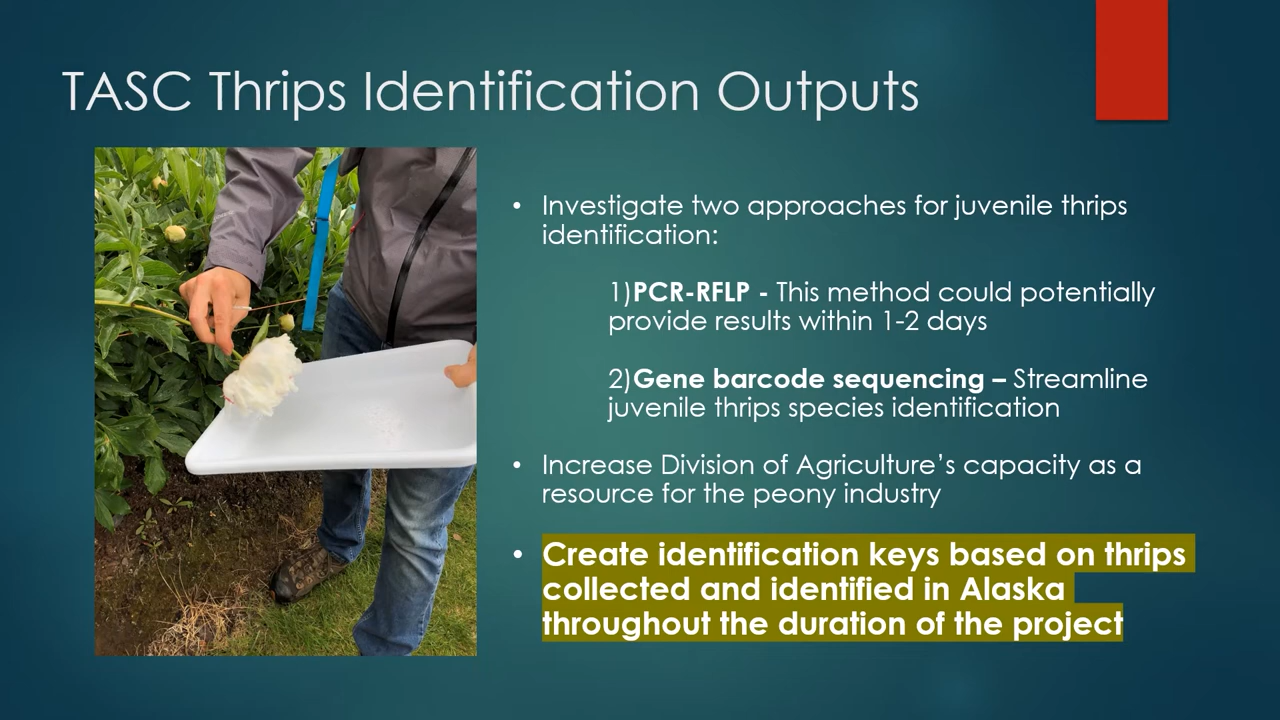 TASC Thrips Identification Outputs
• Investigate two approaches for juvenile thrips
identification:
1)PCR-RFLP - This method could potentially
provide results within 1-2 days
2)Gene barcode sequencing – Streamline
juvenile thrips species identification
• Increase Division of Agriculture’s capacity as a
resource for the peony industry
• Create identification keys based on thrips
collected and identified in Alaska
throughout the duration of the project